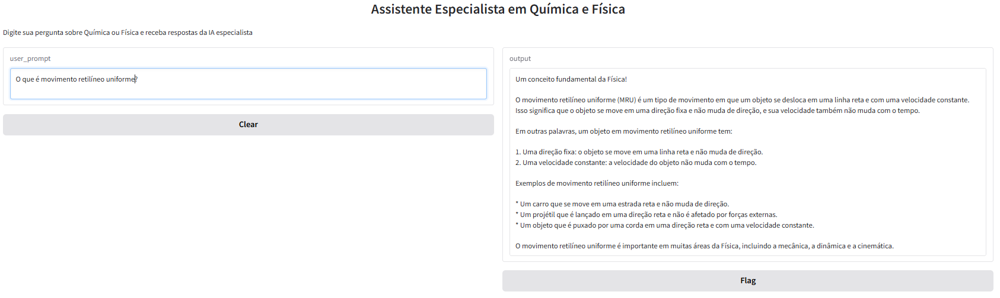 Assistente Especialista em Química e Física
Digite sua pergunta sobre Química ou Física e receba respostas da IA especialista
user_prompt
O que é movimento retilíneo uniforme?
Clear
output
Um conceito fundamental da Física!
O movimento retilíneo uniforme (MRU) é um tipo de movimento em que um objeto se desloca em uma linha reta e com uma velocidade constante.
Isso significa que o objeto se move em uma direção fixa e não muda de direção, e sua velocidade também não muda com o tempo.
Em outras palavras, um objeto em movimento retilíneo uniforme tem:
1. Uma direção fixa: o objeto se move em uma linha reta e não muda de direção.
2. Uma velocidade constante: a velocidade do objeto não muda com o tempo.
Exemplos de movimento retilíneo uniforme incluem:
* Um carro que se move em uma estrada reta e não muda de direção.
* Um projétil que é lançado em uma direção reta e não é afetado por forças externas.
* Um objeto que é puxado por uma corda em uma direção reta e com uma velocidade constante.
O movimento retilíneo uniforme é importante em muitas áreas da Física, incluindo a mecânica, a dinâmica e a cinemática.
Flag